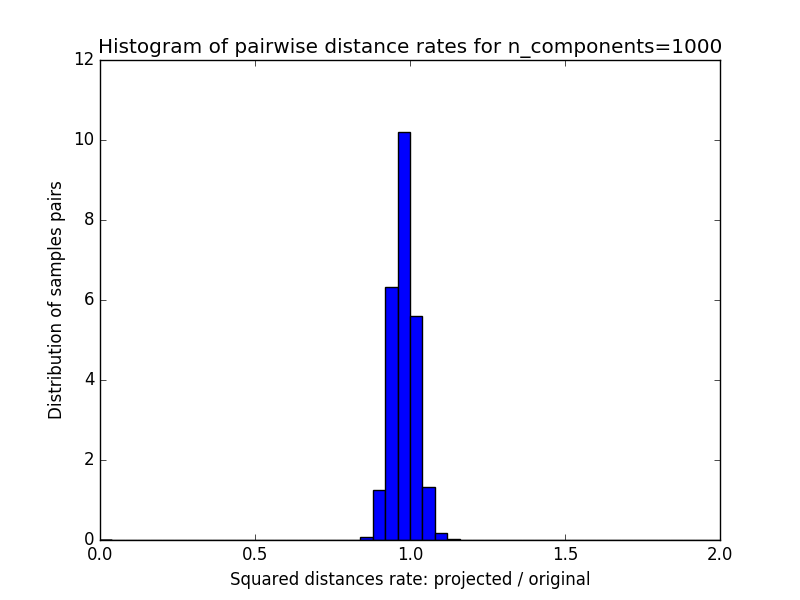 Histogram of pairwise distance rates for n_components=1000
12
10
8
6
4
2
0
Distribution of samples pairs
0.0 0.5 1.0 1.5 2.0
Squared distances rate: projected / original